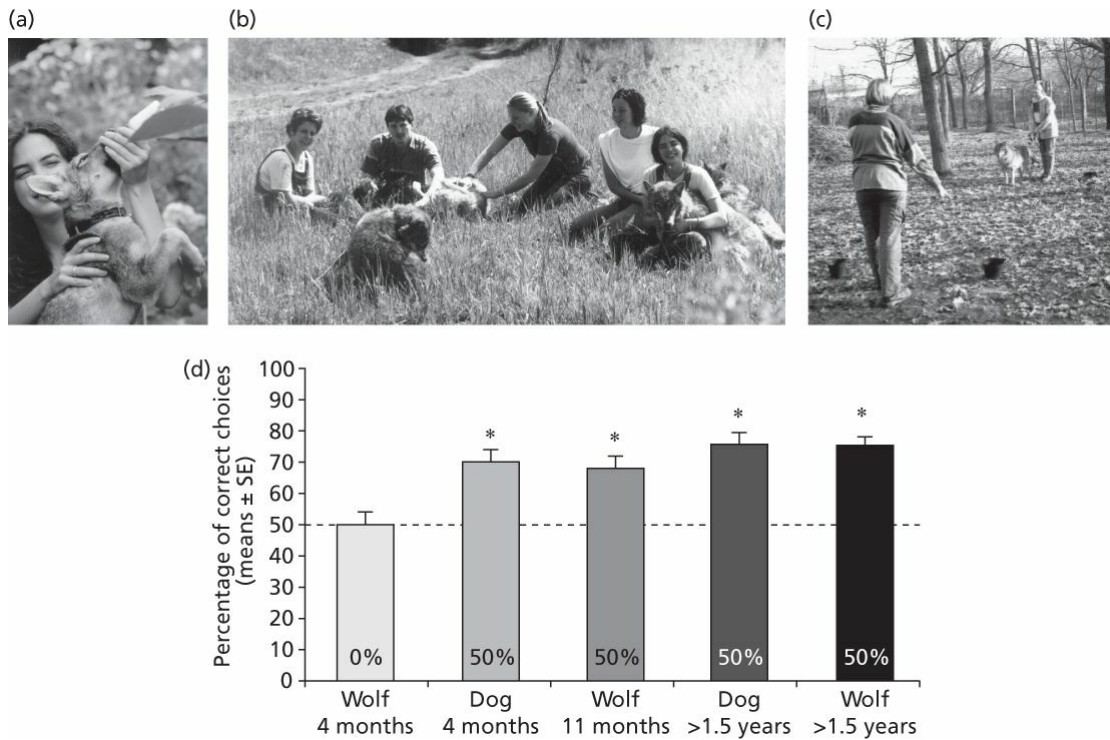 (a)
(b)
(c)
(d)
Percentage of correct choices
(means ± SE)
100
90
80
70
60
50
40
30
20
10
0
*
*
*
*
0%
50%
50%
50%
50%
Wolf
4 months
Dog
4 months
Wolf
11 months
Dog
>1.5 years
Wolf
>1.5 years